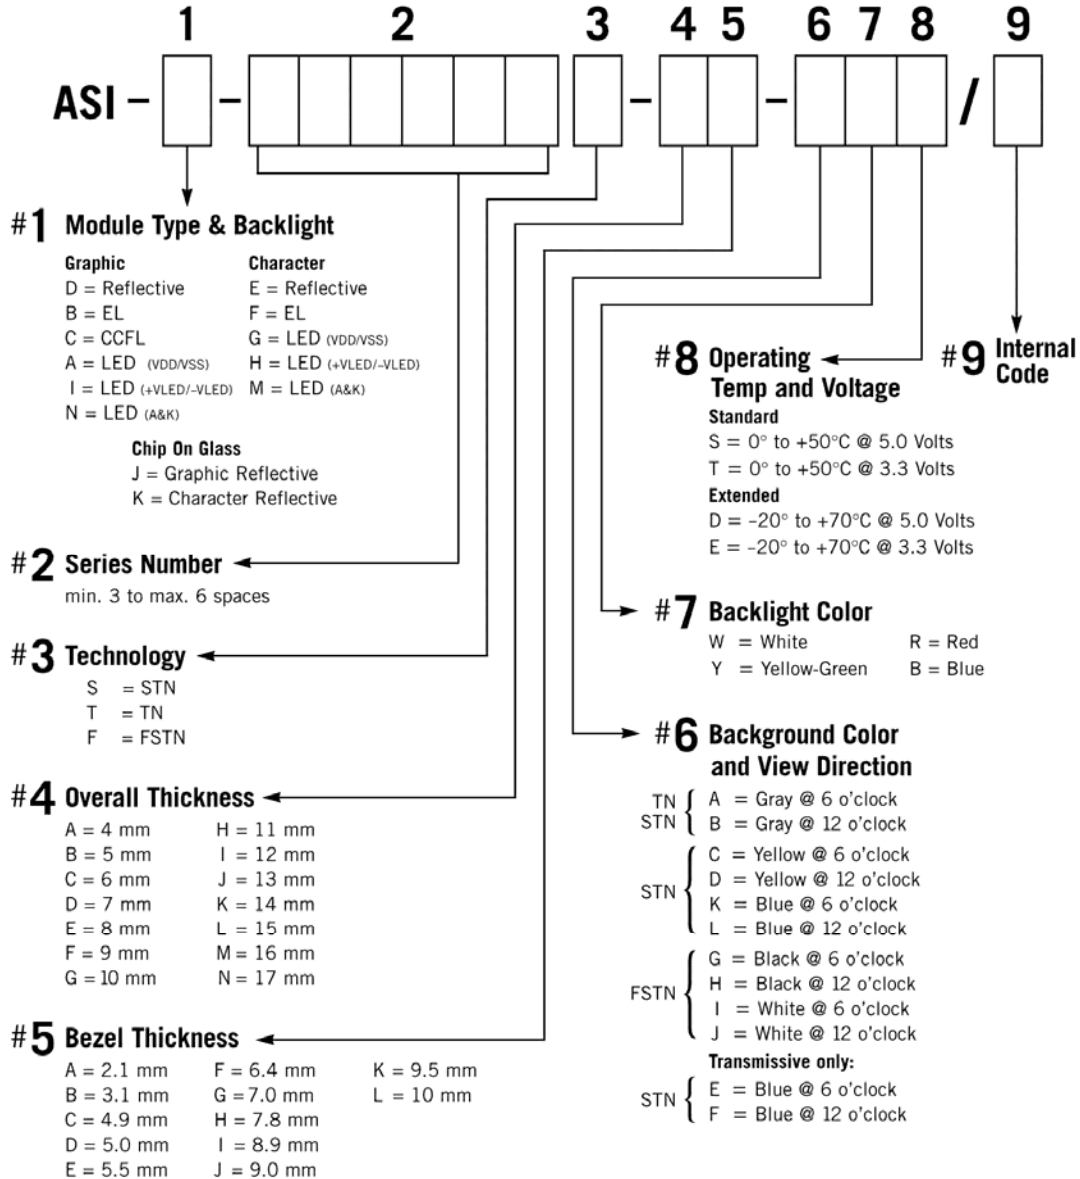 1 2 3 4 5 6 7 8 9
ASI – – – – /
#1 Module Type & Backlight
Graphic Character
D = Reflective E = Reflective
B = EL F = EL
C = CCFL G = LED (VDD/VSS)
A = LED (VDD/VSS) H = LED (+VLED/–VLED)
I = LED (+VLED/–VLED) M = LED (A&K)
N = LED (A&K)
Chip On Glass
J = Graphic Reflective
K = Character Reflective
#2 Series Number
min. 3 to max. 6 spaces
#3 Technology
S = STN
T = TN
F = FSTN
#4 Overall Thickness
A = 4 mm H = 11 mm
B = 5 mm I = 12 mm
C = 6 mm J = 13 mm
D = 7 mm K = 14 mm
E = 8 mm L = 15 mm
F = 9 mm M = 16 mm
G = 10 mm N = 17 mm
#5 Bezel Thickness
A = 2.1 mm F = 6.4 mm K = 9.5 mm
B = 3.1 mm G = 7.0 mm L = 10 mm
C = 4.9 mm H = 7.8 mm
D = 5.0 mm I = 8.9 mm
E = 5.5 mm J = 9.0 mm
#8 Operating
Temp and Voltage
Standard
S = 0° to +50°C @ 5.0 Volts
T = 0° to +50°C @ 3.3 Volts
Extended
D = –20° to +70°C @ 5.0 Volts
E = –20° to +70°C @ 3.3 Volts
#9 Internal
Code
#7 Backlight Color
W = White R = Red
Y = Yellow-Green B = Blue
#6 Background Color
and View Direction
TN A = Gray @ 6 o'clock
STN B = Gray @ 12 o'clock
C = Yellow @ 6 o'clock
STN D = Yellow @ 12 o'clock
K = Blue @ 6 o'clock
L = Blue @ 12 o'clock
G = Black @ 6 o'clock
FSTN H = Black @ 12 o'clock
I = White @ 6 o'clock
J = White @ 12 o'clock
Transmissive only:
STN E = Blue @ 6 o'clock
F = Blue @ 12 o'clock